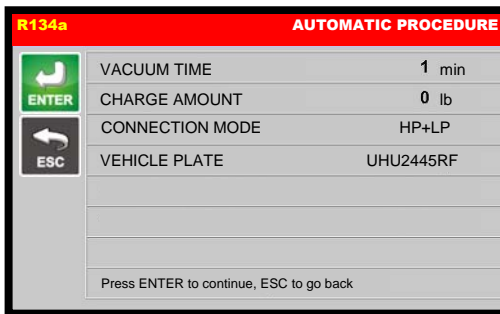 R134a AUTOMATIC PROCEDURE
ENTER
ESC
VACUUM TIME 1 min
CHARGE AMOUNT 0 lb
CONNECTION MODE HP+LP
VEHICLE PLATE UHU2445RF
Press ENTER to continue, ESC to go back